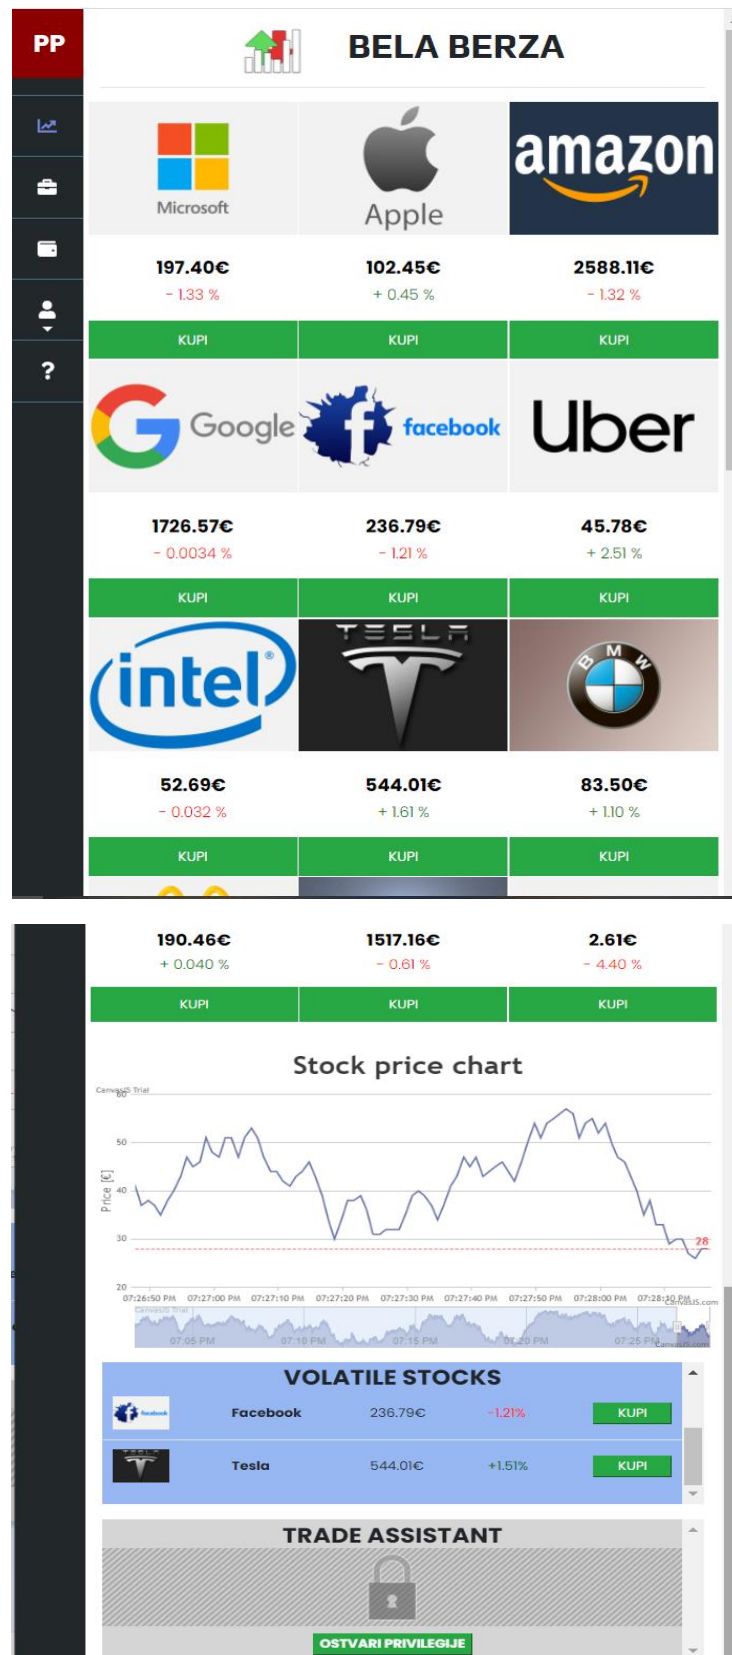 PP
BELA BERZA
Microsoft
Apple
amazon
197.40€
102.45€
2588.11€
- 1.33 %
+ 0.45 %
- 1.32 %
KUPI
KUPI
KUPI
Google
facebook
Uber
1726.57€
236.79€
45.78€
- 0.0034 %
- 1.21 %
+ 2.51 %
KUPI
KUPI
KUPI
intel®
TESLA
BMW
52.69€
544.01€
83.50€
- 0.032 %
+ 1.61 %
+ 1.10 %
KUPI
KUPI
KUPI
?
190.46€
1517.16€
2.61€
+ 0.040 %
- 0.61 %
- 4.40 %
KUPI
KUPI
KUPI
Stock price chart
CanvasJS Trial
60
50
40
30
20
Price [€]
28
07:26:50 PM 07:27:00 PM 07:27:10 PM 07:27:20 PM 07:27:30 PM 07:27:40 PM 07:27:50 PM 07:28:00 PM 07:28:10 PM
CanvasJS.com
CanvasJS Trial
07:05 PM 07:10 PM 07:15 PM 07:20 PM 07:25 PM
CanvasJS.com
VOLATILE STOCKS
facebook
Facebook 236.79€ -1.21% KUPI
TESLA
Tesla 544.01€ +1.51% KUPI
TRADE ASSISTANT
OSTVARI PRIVILEGIJE